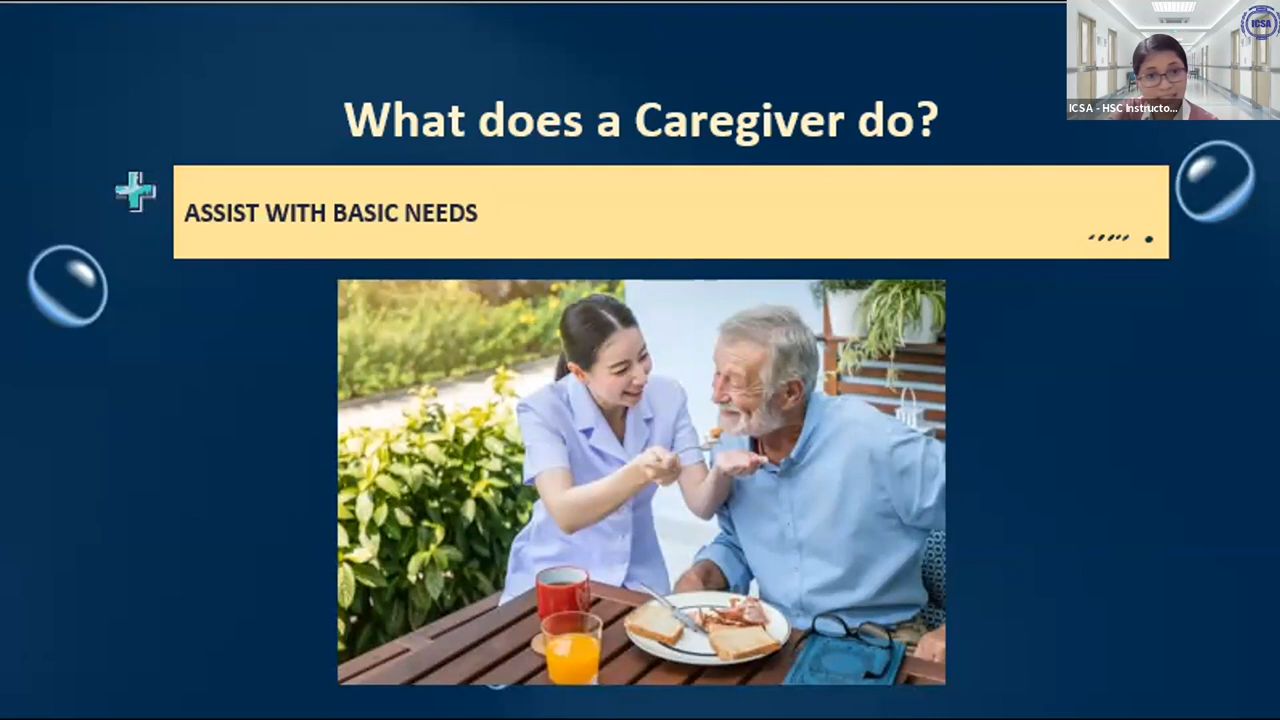 What does a Caregiver do?
ASSIST WITH BASIC NEEDS
ICSA - HSC Instructo...
ICSA